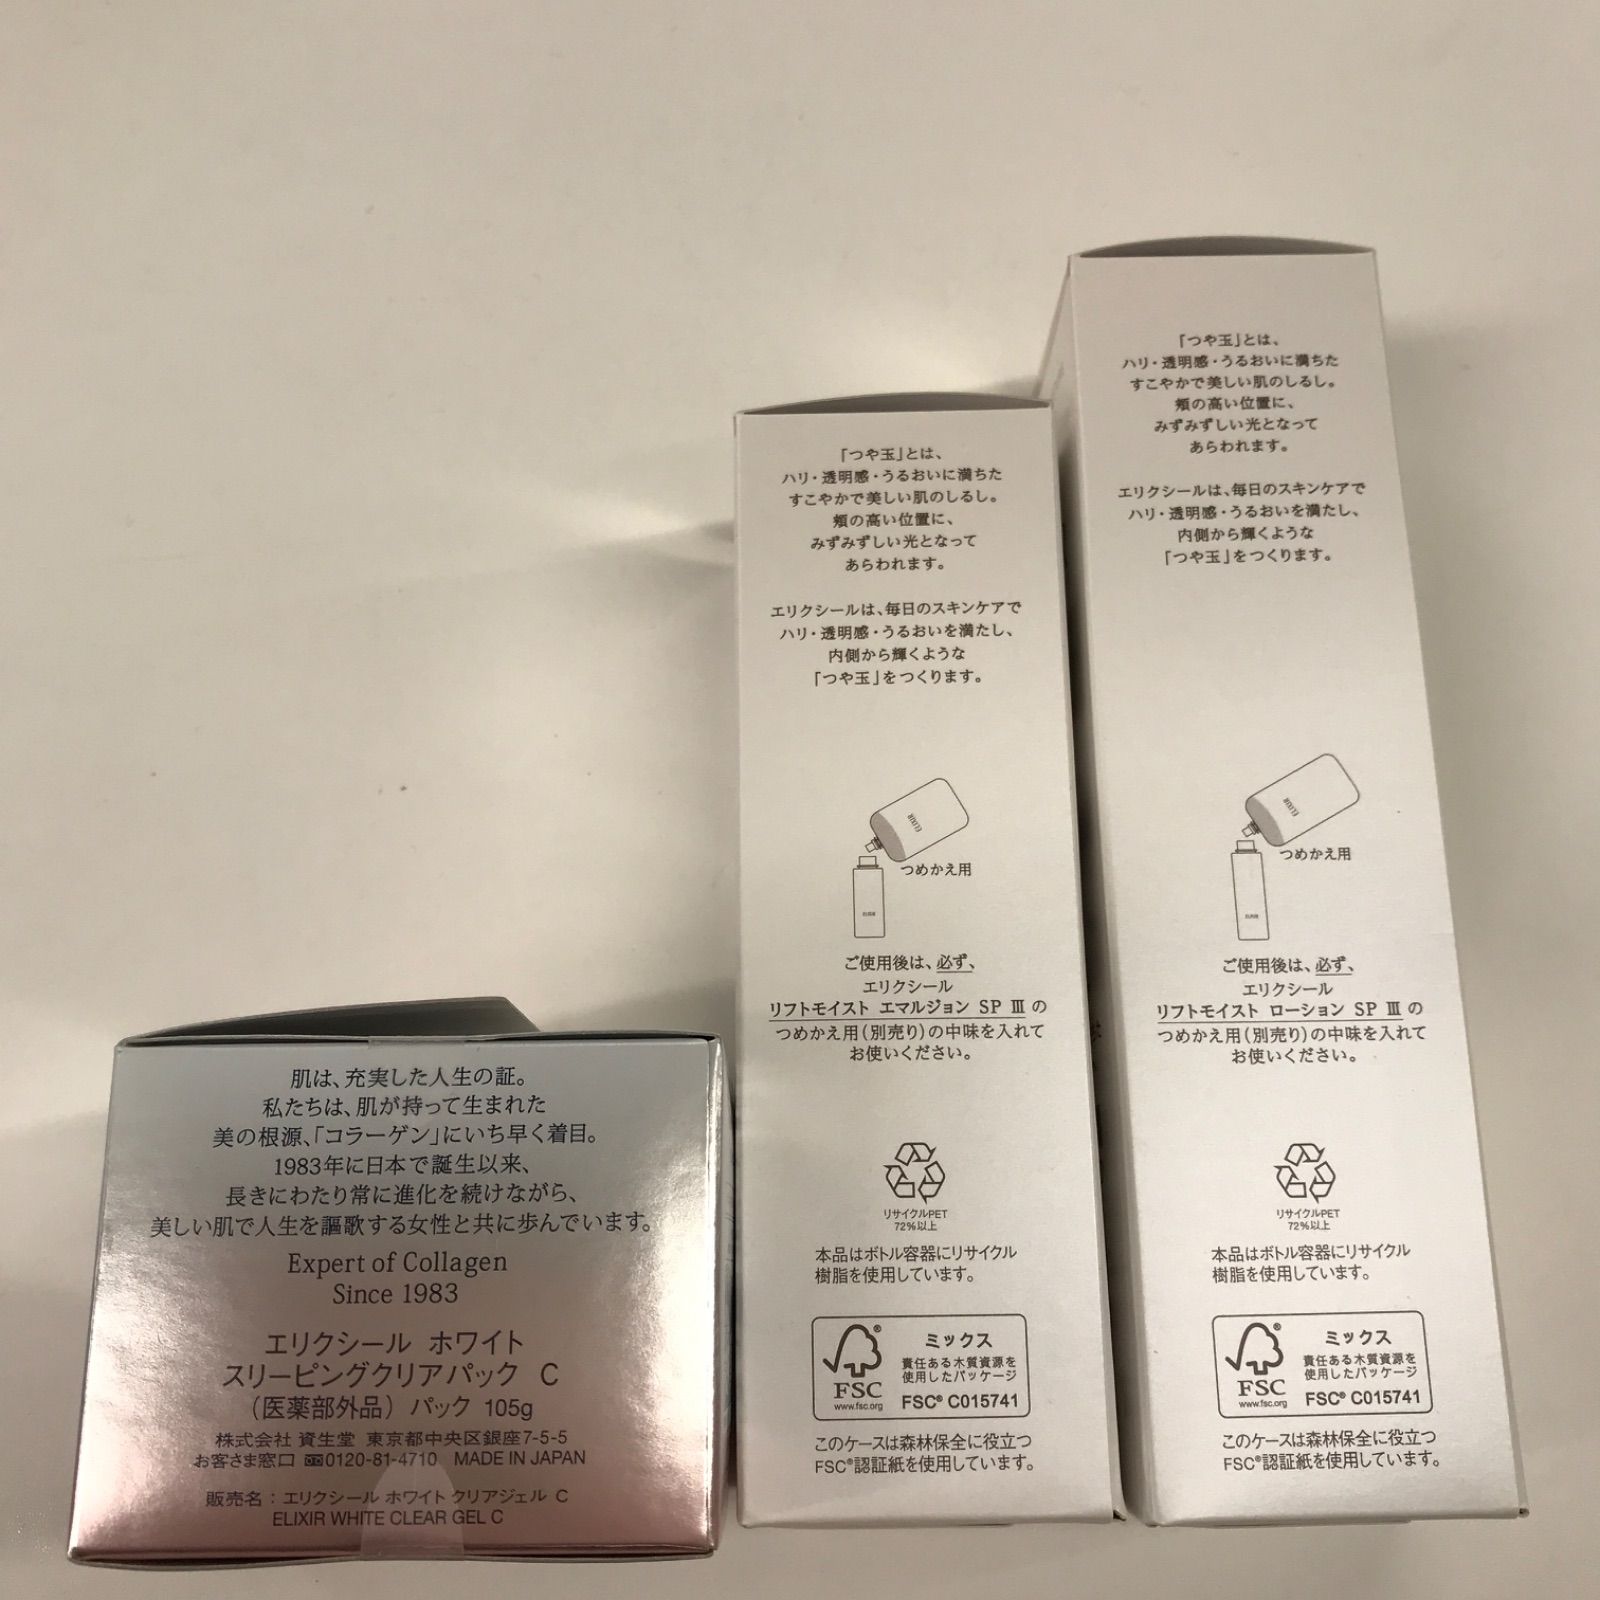 肌は、充実した人生の証。
私たちは、肌が持って生まれた
美の根源、「コラーゲン」にいち早く着目。
1983年に日本で誕生以来、
長きにわたり常に進化を続けながら、
美しい肌で人生を謳歌する女性と共に歩んでいます。
Expert of Collagen
Since 1983
エリクシール ホワイト
スリーピングクリアパック C
（医薬部外品）パック 105g
株式会社 資生堂 東京都中央区銀座7-5-5
お客さま窓口 0120-81-4710 MADE IN JAPAN
販売名：エリクシール ホワイト クリアジェル C
ELIXIR WHITE CLEAR GEL C
「つや玉」とは、
ハリ・透明感・うるおいに満ちた
すこやかで美しい肌のしるし。
頬の高い位置に、
みずみずしい光となって
あらわれます。
エリクシールは、毎日のスキンケアで
ハリ・透明感・うるおいを満たし、
内側から輝くような
「つや玉」をつくります。
ELIXIR
つめかえ用
ELIXIR
ご使用後は、必ず、
エリクシール
リフトモイスト エマルジョン SP Ⅲ の
つめかえ用（別売り）の中味を入れて
お使いください。
リサイクルPET
72%以上
本品はボトル容器にリサイクル
樹脂を使用しています。
FSC®
www.fsc.org
ミックス
責任ある木質資源を
使用したパッケージ
FSC® C015741
このケースは森林保全に役立つ
FSC®認証紙を使用しています。
「つや玉」とは、
ハリ・透明感・うるおいに満ちた
すこやかで美しい肌のしるし。
頬の高い位置に、
みずみずしい光となって
あらわれます。
エリクシールは、毎日のスキンケアで
ハリ・透明感・うるおいを満たし、
内側から輝くような
「つや玉」をつくります。
ELIXIR
つめかえ用
ELIXIR
ご使用後は、必ず、
エリクシール
リフトモイスト ローション SP Ⅲ の
つめかえ用（別売り）の中味を入れて
お使いください。
リサイクルPET
72%以上
本品はボトル容器にリサイクル
樹脂を使用しています。
FSC®
www.fsc.org
ミックス
責任ある木質資源を
使用したパッケージ
FSC® C015741
このケースは森林保全に役立つ
FSC®認証紙を使用しています。